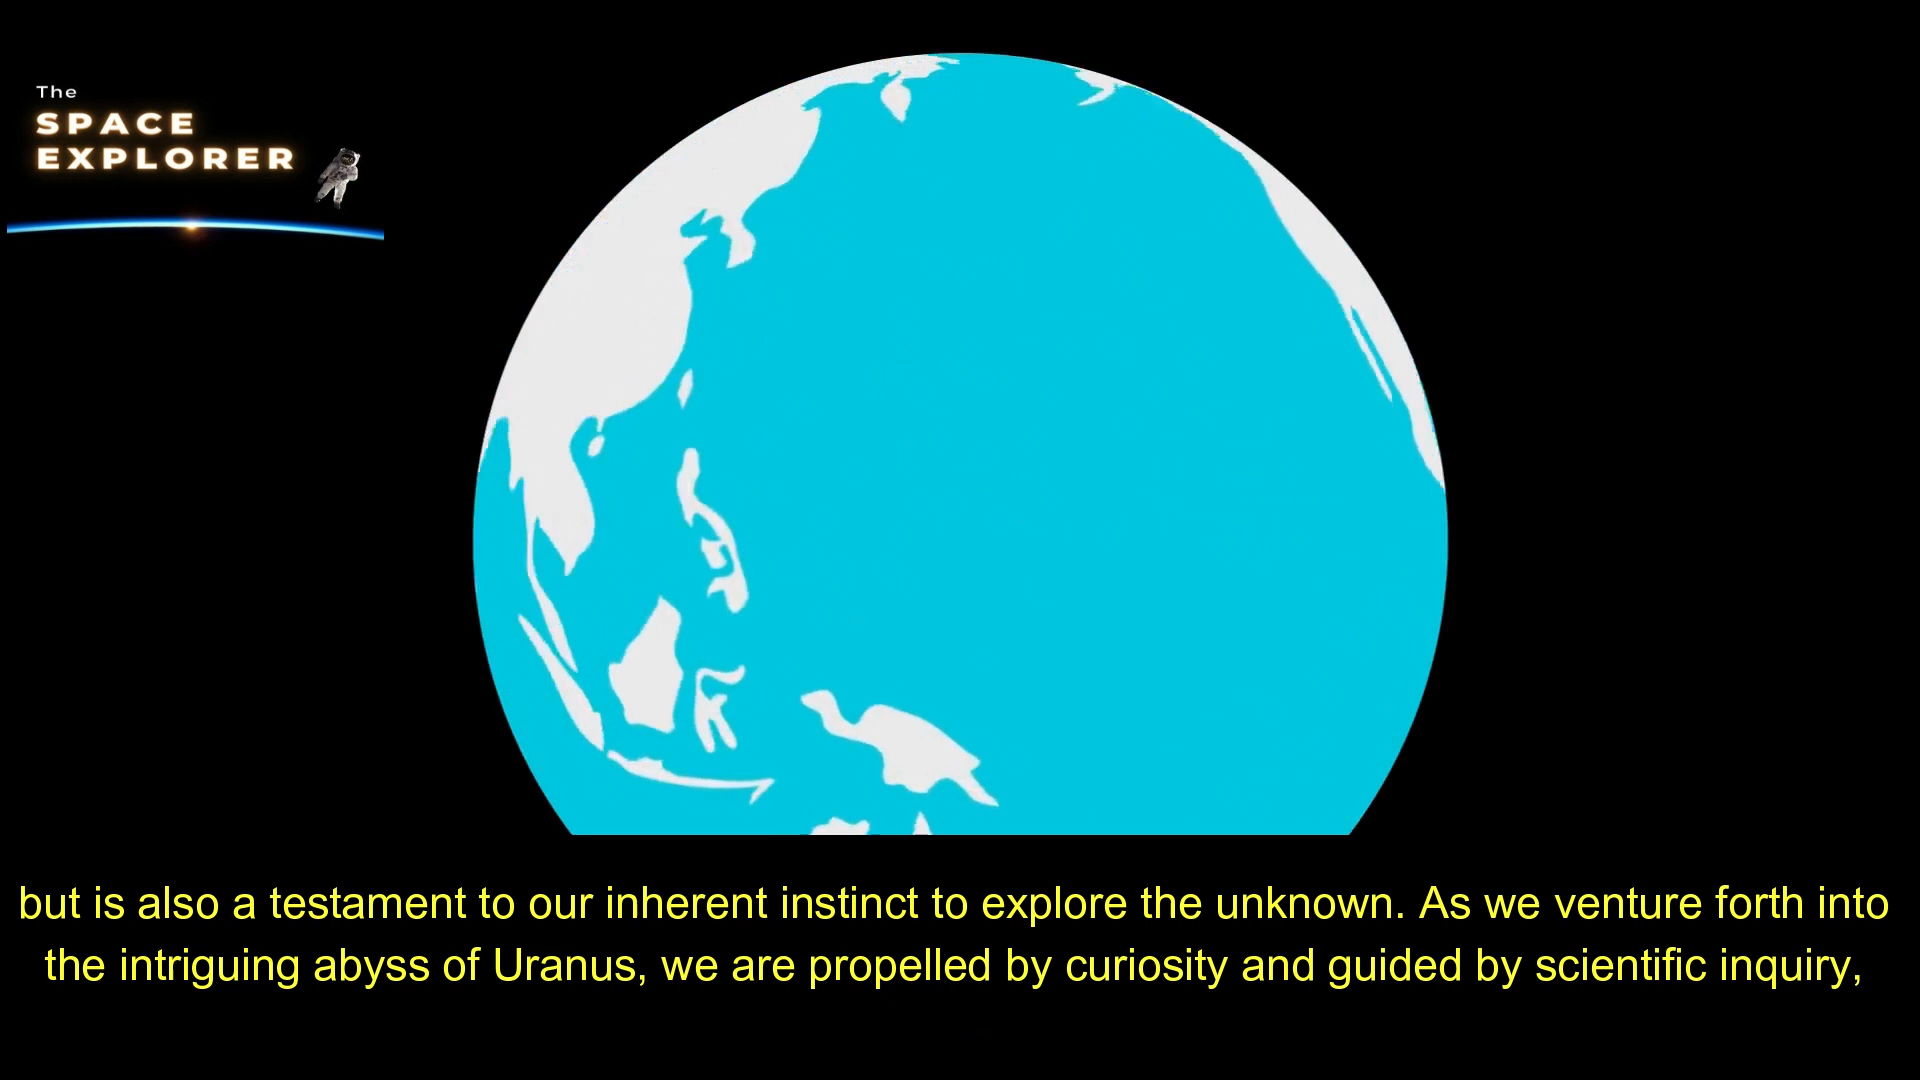 The
SPACE
EXPLORER
but is also a testament to our inherent instinct to explore the unknown. As we venture forth into
the intriguing abyss of Uranus, we are propelled by curiosity and guided by scientific inquiry,